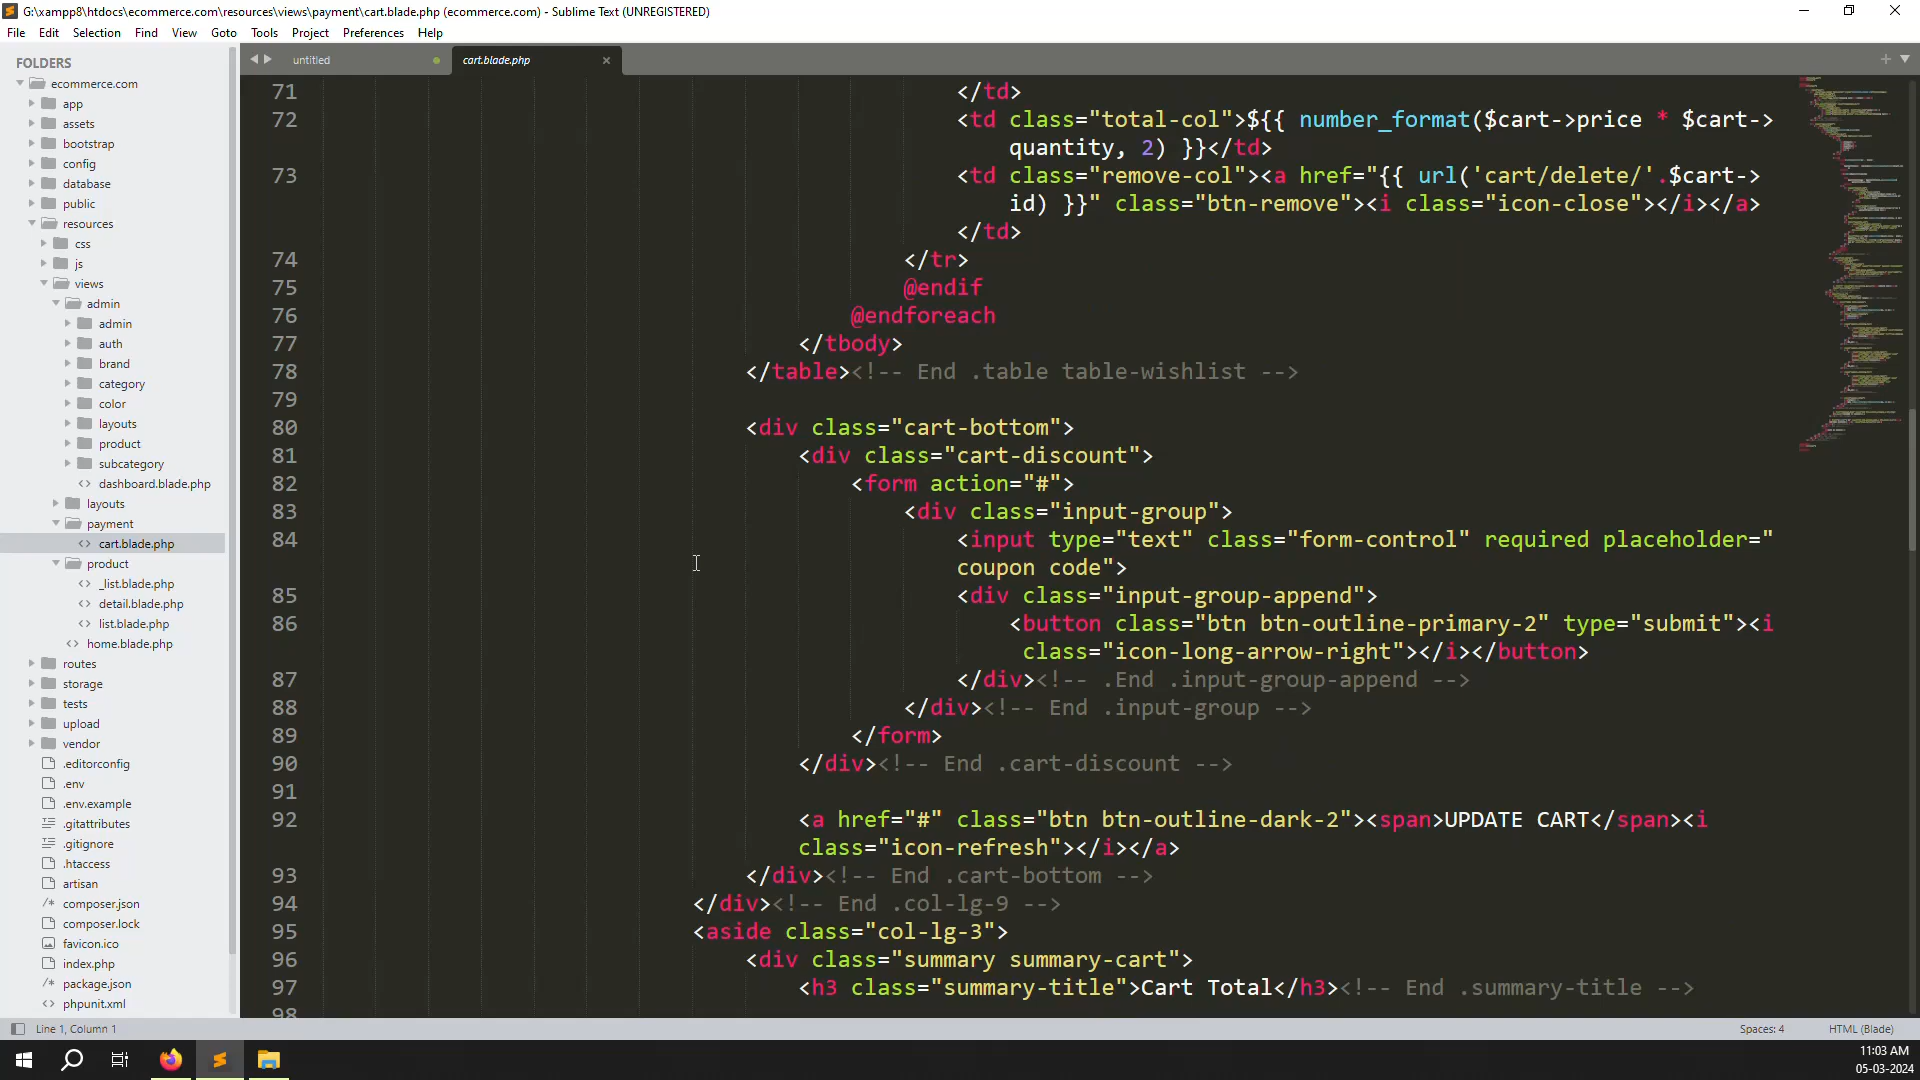 G:\xampp8\htdocs\ecommerce.com\resources\views\payment\cart.blade.php (ecommerce.com) - Sublime Text (UNREGISTERED)
File Edit Selection Find View Goto Tools Project Preferences Help
FOLDERS
ecommerce.com
app
assets
bootstrap
config
database
public
resources
css
js
views
admin
admin
auth
brand
category
color
layouts
product
subcategory
dashboard.blade.php
layouts
payment
cart.blade.php
product
_list.blade.php
detail.blade.php
list.blade.php
home.blade.php
routes
storage
tests
upload
vendor
.editorconfig
.env
.env.example
.gitattributes
.gitignore
.htaccess
artisan
composer.json
composer.lock
favicon.ico
index.php
package.json
phpunit.xml
untitled
cart.blade.php
71 </td>
72 <td class="total-col">${{ number_format($cart->price * $cart->
quantity, 2) }}</td>
73 <td class="remove-col"><a href="{{ url('cart/delete/'.$cart->
id) }}" class="btn-remove"><i class="icon-close"></i></a>
</td>
74 </tr>
75 @endif
76 @endforeach
77 </tbody>
78 </table><!-- End .table table-wishlist -->
79
80 <div class="cart-bottom">
81 <div class="cart-discount">
82 <form action="#">
83 <div class="input-group">
84 <input type="text" class="form-control" required placeholder="
coupon code">
85 <div class="input-group-append">
86 <button class="btn btn-outline-primary-2" type="submit"><i
class="icon-long-arrow-right"></i></button>
87 </div><!-- .End .input-group-append -->
88 </div><!-- End .input-group -->
89 </form>
90 </div><!-- End .cart-discount -->
91
92 <a href="#" class="btn btn-outline-dark-2"><span>UPDATE CART</span><i
class="icon-refresh"></i></a>
93 </div><!-- End .cart-bottom -->
94 </div><!-- End .col-lg-9 -->
95 <aside class="col-lg-3">
96 <div class="summary summary-cart">
97 <h3 class="summary-title">Cart Total</h3><!-- End .summary-title -->
98
Line 1, Column 1
Spaces: 4
HTML (Blade)
11:03 AM
05-03-2024